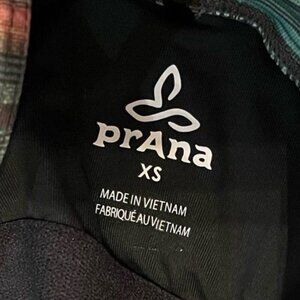 prAna
XS
MADE IN VIETNAM
FABRIQUÉ AU VIETNAM